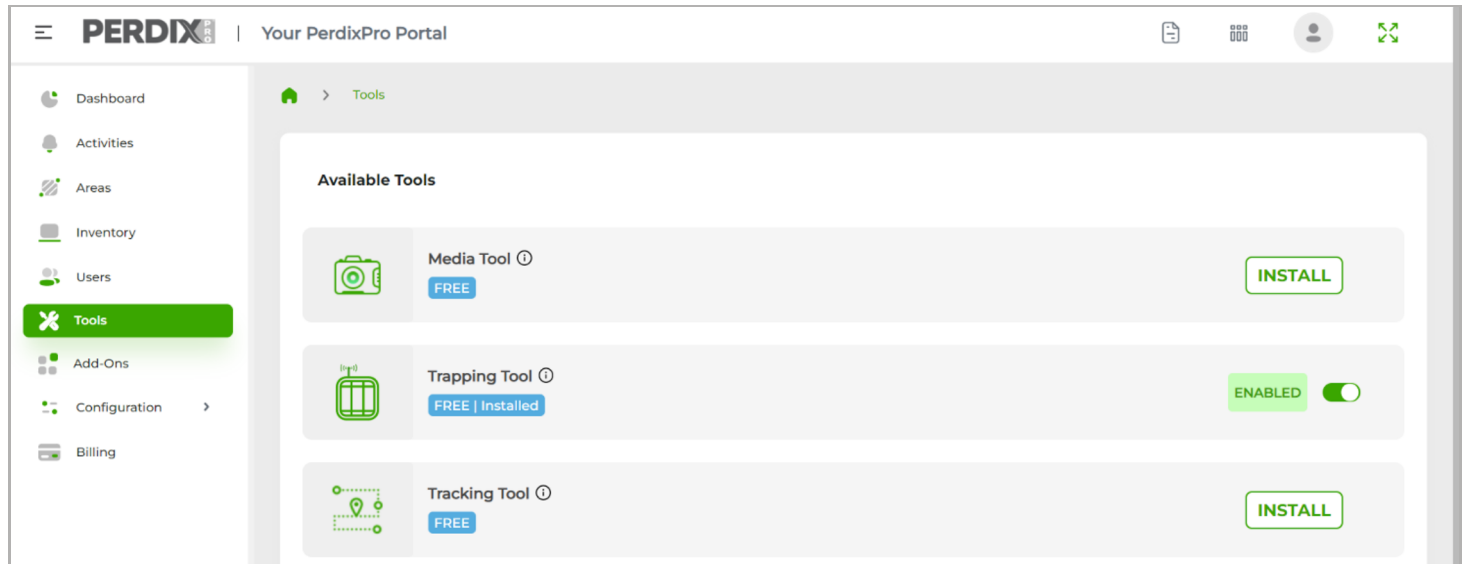 PERDIX PRO | Your PerdixPro Portal
Dashboard
Activities
Areas
Inventory
Users
Tools
Add-Ons
Configuration >
Billing
> Tools
Available Tools
Media Tool
FREE
INSTALL
Trapping Tool
FREE | Installed
ENABLED
Tracking Tool
FREE
INSTALL